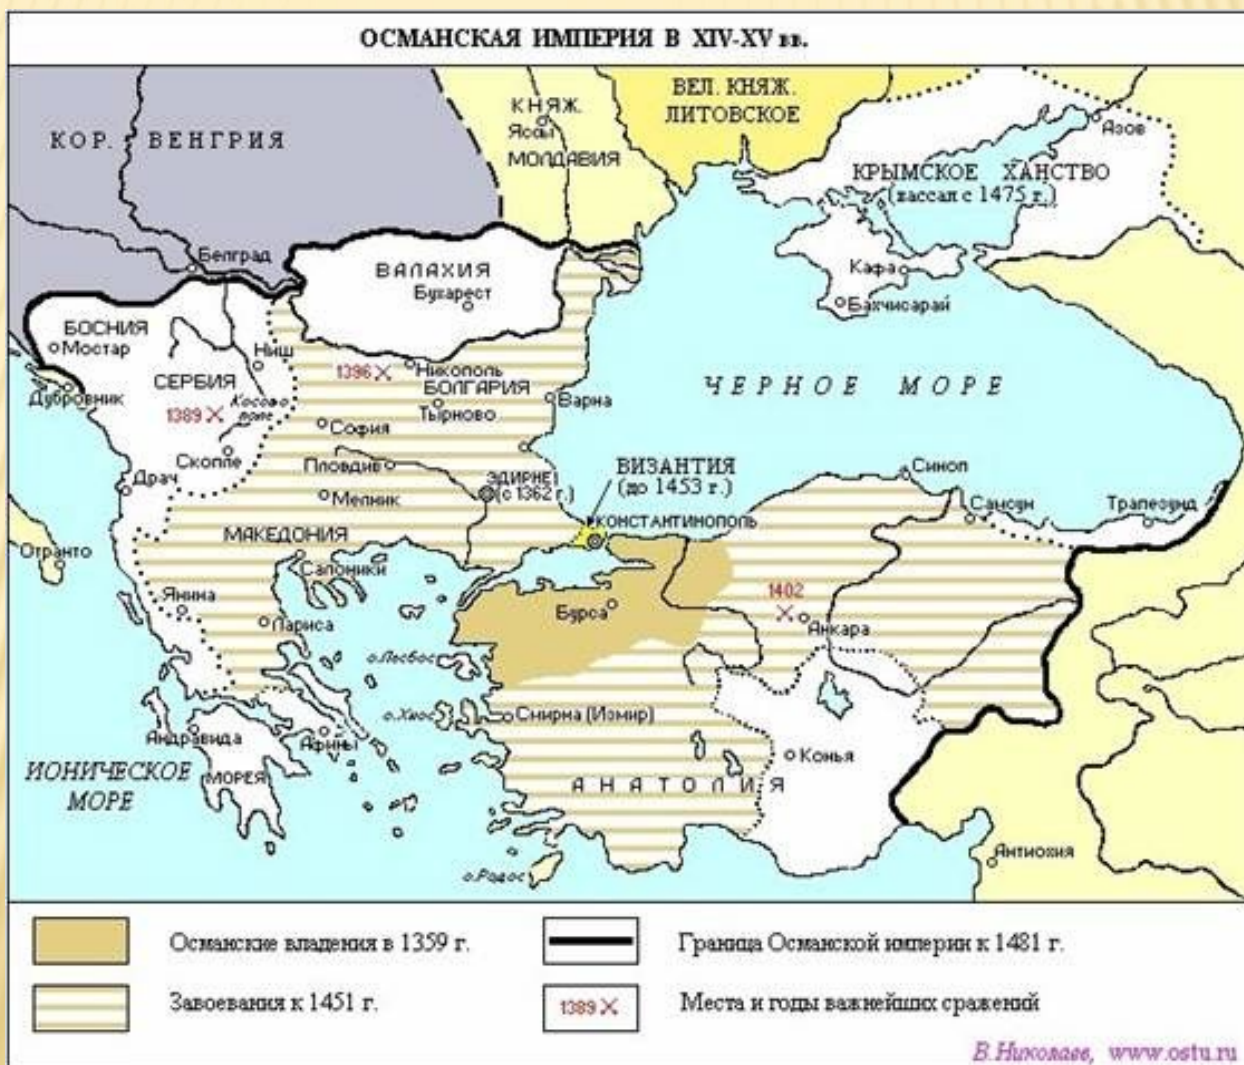 ОСМАНСКАЯ ИМПЕРИЯ В XIV-XV вв.
КОР. ВЕНГРИЯ
КНЯЖ.
Яссы
МОЛДАВИЯ
ВЕЛ. КНЯЖ.
ЛИТОВСКОЕ
Азов
КРЫМСКОЕ ХАНСТВО
(вассал с 1475 г.)
Белград
ВАЛАХИЯ
Бухарест
Кафа
Бахчисарай
БОСНИЯ
Мостар
Ниш
1396
Никополь
СЕРБИЯ
БОЛГАРИЯ
ЧЕРНОЕ МОРЕ
Дубровник
1389
Косово
поле
Тырново
Варна
София
Скопле
Пловдив
Драч
ЭДИРНЕ
(с 1362 г.)
Мелник
ВИЗАНТИЯ
(до 1453 г.)
Синоп
Самсун
Трапезунд
КОНСТАНТИНОПОЛЬ
МАКЕДОНИЯ
Отранто
Салоники
Янина
Лариса
Бурса
1402
Анкара
о.Лесбос
о.Хиос
Смирна (Измир)
Андравида
Афины
Конья
ИОНИЧЕСКОЕ
МОРЕ
МОРЕЯ
АНАТОЛИЯ
о.Родос
Антиохия
Османские владения в 1359 г.
Граница Османской империи к 1481 г.
Завоевания к 1451 г.
1389
Места и годы важнейших сражений
В.Николаев, www.ostu.ru